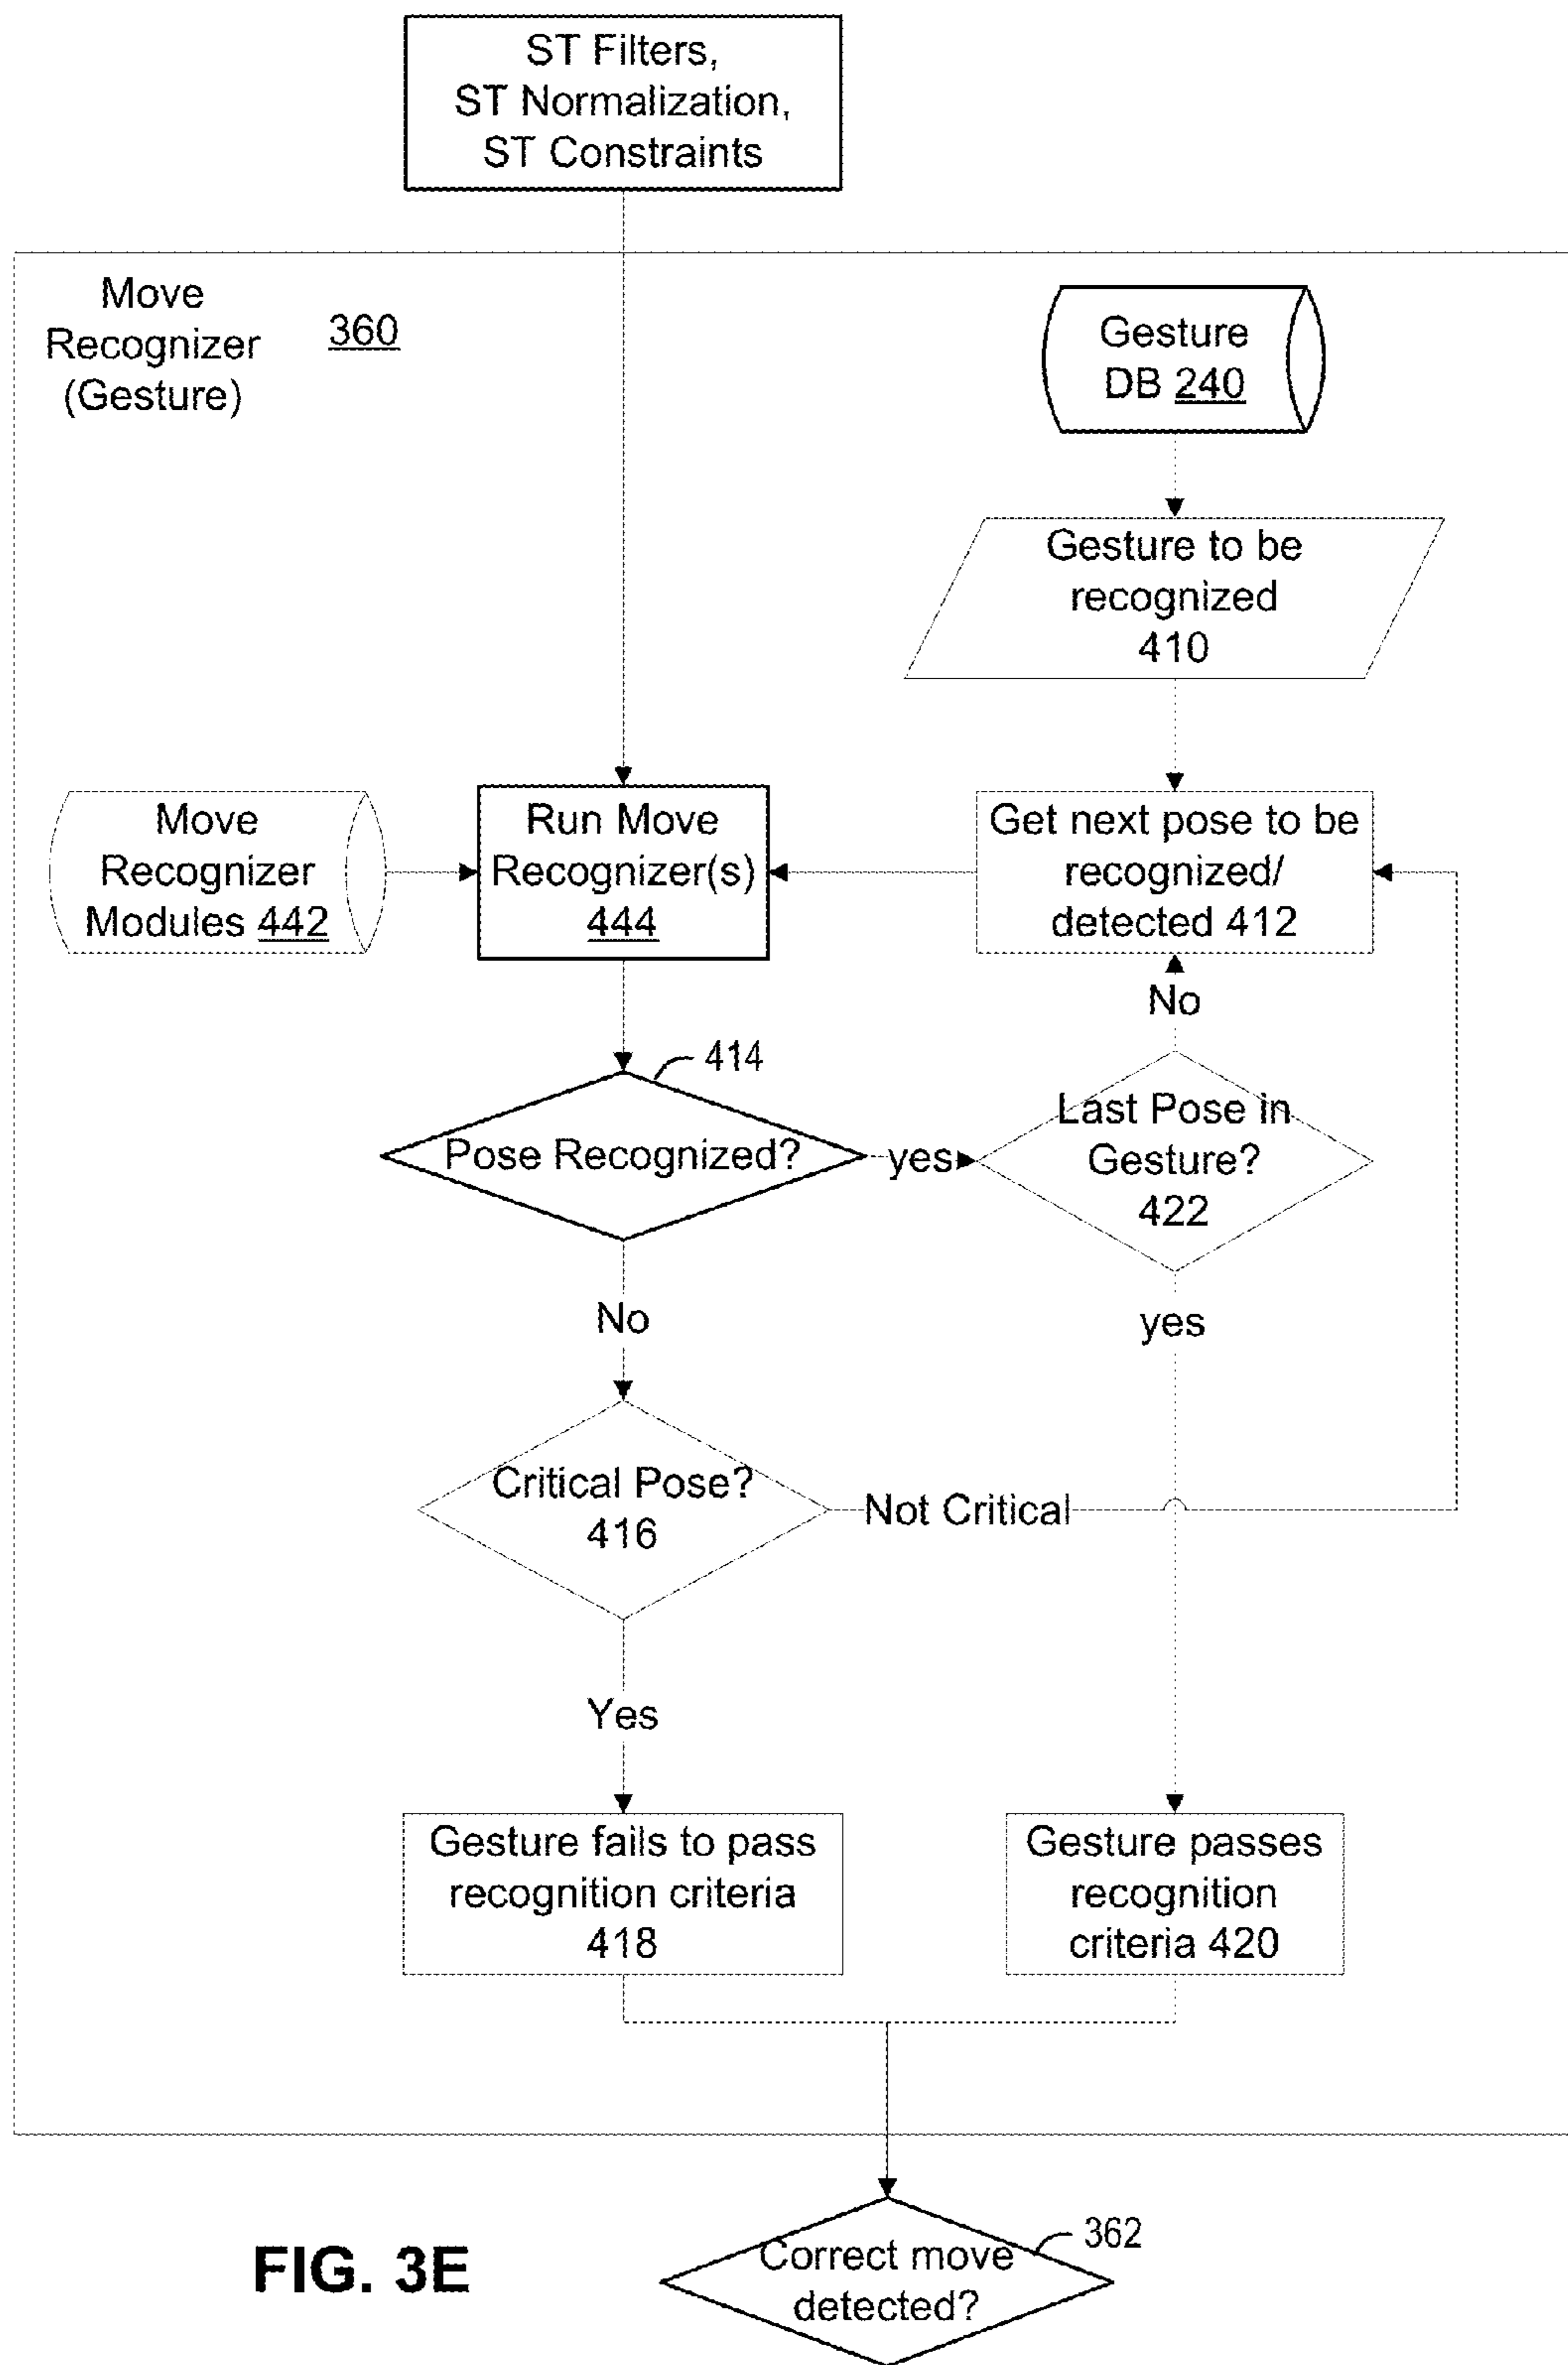 ST Filters,
ST Normalization,
ST Constraints
Move
Recognizer
(Gesture)
360
Gesture
DB 240
Gesture to be
recognized
410
Move
Recognizer
Modules 442
Run Move
Recognizer(s)
444
Get next pose to be
recognized/
detected 412
No
414
Pose Recognized?
yes
Last Pose in
Gesture?
422
No
yes
Critical Pose?
416
Not Critical
Yes
Gesture fails to pass
recognition criteria
418
Gesture passes
recognition
criteria 420
362
Correct move
detected?
FIG. 3E